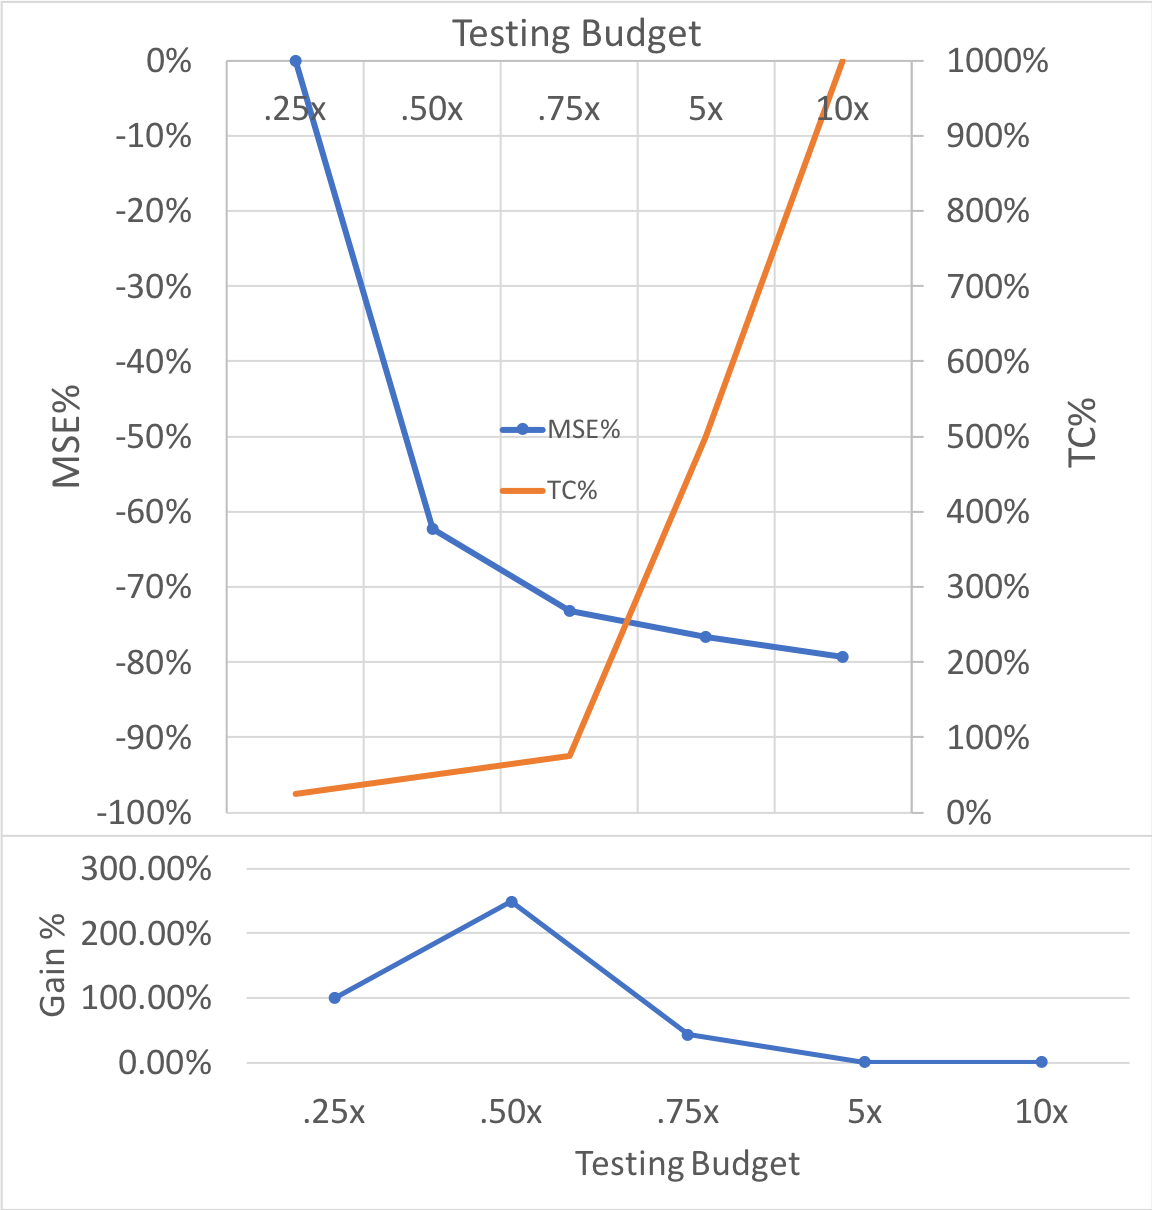 Testing Budget
0%
-10%
-20%
-30%
-40%
-50%
-60%
-70%
-80%
-90%
-100%
MSE%
.25x .50x .75x 5x 10x
MSE%
TC%
1000%
900%
800%
700%
600%
500%
400%
300%
200%
100%
0%
TC%
300.00%
200.00%
100.00%
0.00%
Gain %
.25x .50x .75x 5x 10x
Testing Budget